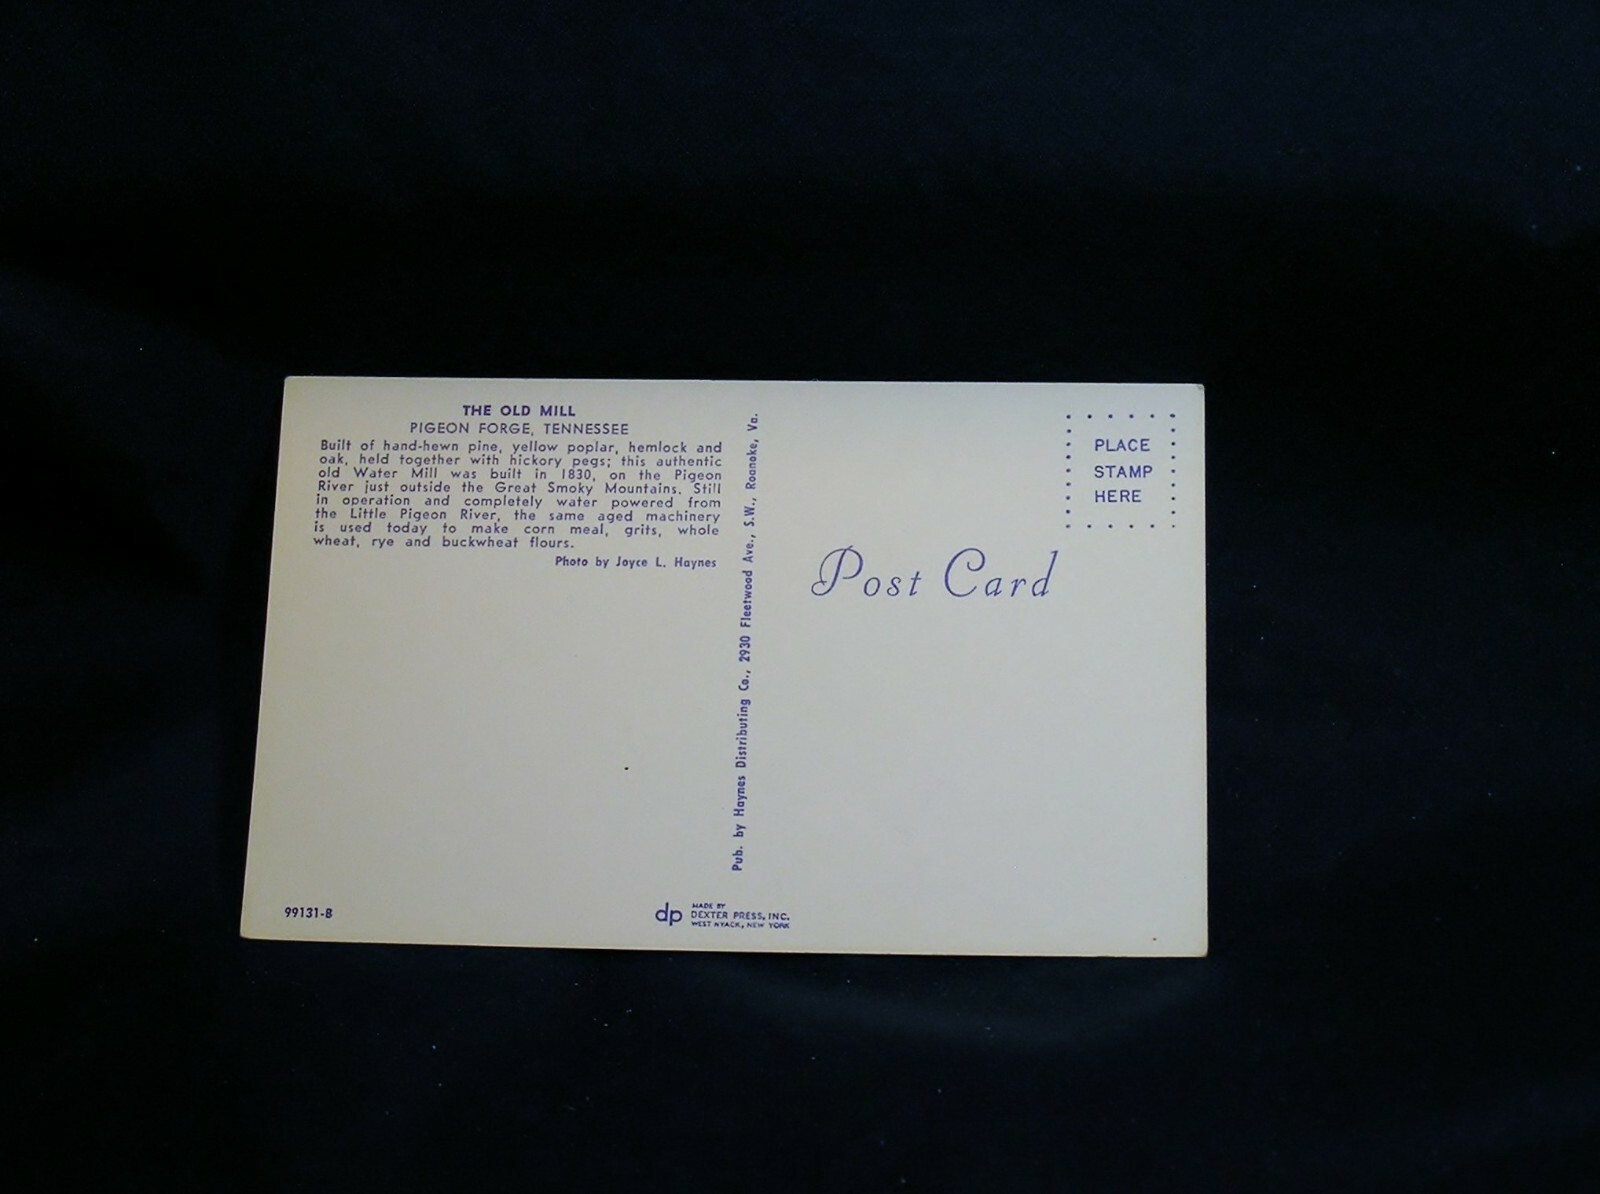 THE OLD MILL
PIGEON FORGE, TENNESSEE
Built of hand-hewn pine, yellow poplar, hemlock and
oak, held together with hickory pegs; this authentic
old Water Mill was built in 1830, on the Pigeon
River just outside the Great Smoky Mountains. Still
in operation and completely water powered from
the Little Pigeon River, the same aged machinery
is used today to make corn meal, grits, whole
wheat, rye and buckwheat flours.
Photo by Joyce L. Haynes
99131-B
Pub. by Haynes Distributing Co., 2930 Fleetwood Ave., S.W., Roanoke, Va.
dp
MADE BY
DEXTER PRESS, INC.
WEST NYACK, NEW YORK
PLACE
STAMP
HERE
Post Card